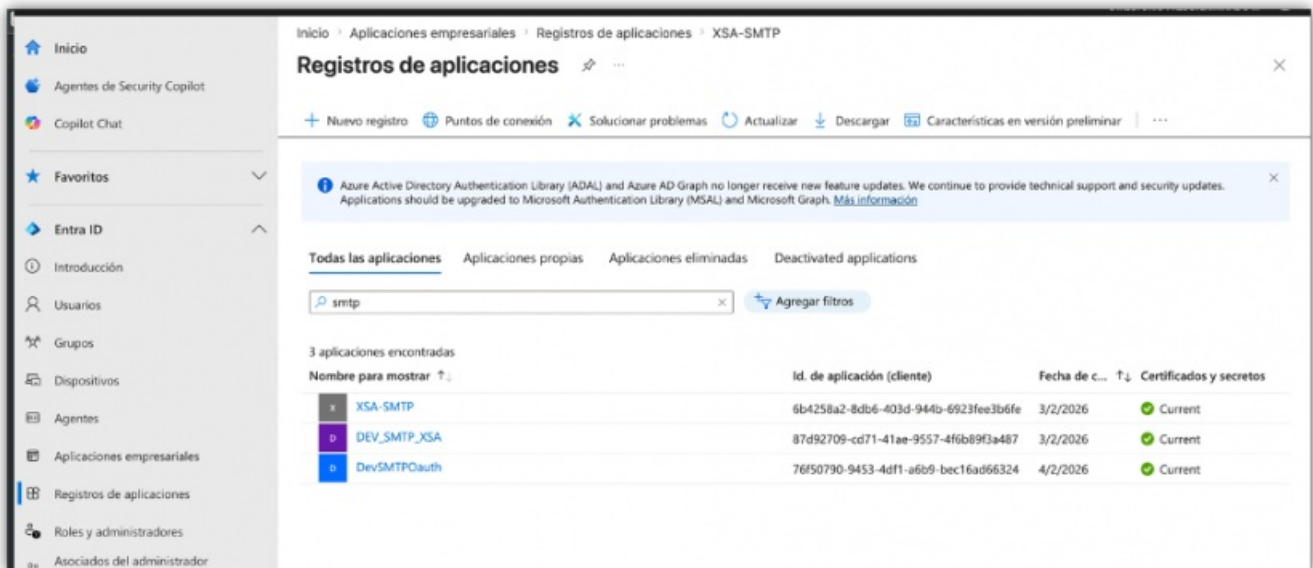 Inicio
Agentes de Security Copilot
Copilot Chat
Favoritos
Entra ID
Introducción
Usuarios
Grupos
Dispositivos
Agentes
Aplicaciones empresariales
Registros de aplicaciones
Roles y administradores
Asociados del administrador
Inicio > Aplicaciones empresariales > Registros de aplicaciones > XSA-SMTP
Registros de aplicaciones
Nuevo registro Puntos de conexión Solucionar problemas Actualizar Descargar Características en versión preliminar
Azure Active Directory Authentication Library (ADAL) and Azure AD Graph no longer receive new feature updates. We continue to provide technical support and security updates.
Applications should be upgraded to Microsoft Authentication Library (MSAL) and Microsoft Graph. Más información
Todas las aplicaciones Aplicaciones propias Aplicaciones eliminadas Deactivated applications
smtp Agregar filtros
3 aplicaciones encontradas
Nombre para mostrar Id. de aplicación (cliente) Fecha de c... Certificados y secretos
X XSA-SMTP 6b4258a2-8db6-403d-944b-6923fee3b6fe 3/2/2026 Current
D DEV_SMTP_XSA 87d92709-cd71-41ae-9557-4f6b89f3a487 3/2/2026 Current
D DevSMTPOauth 76f50790-9453-4df1-a6b9-bec16ad66324 4/2/2026 Current